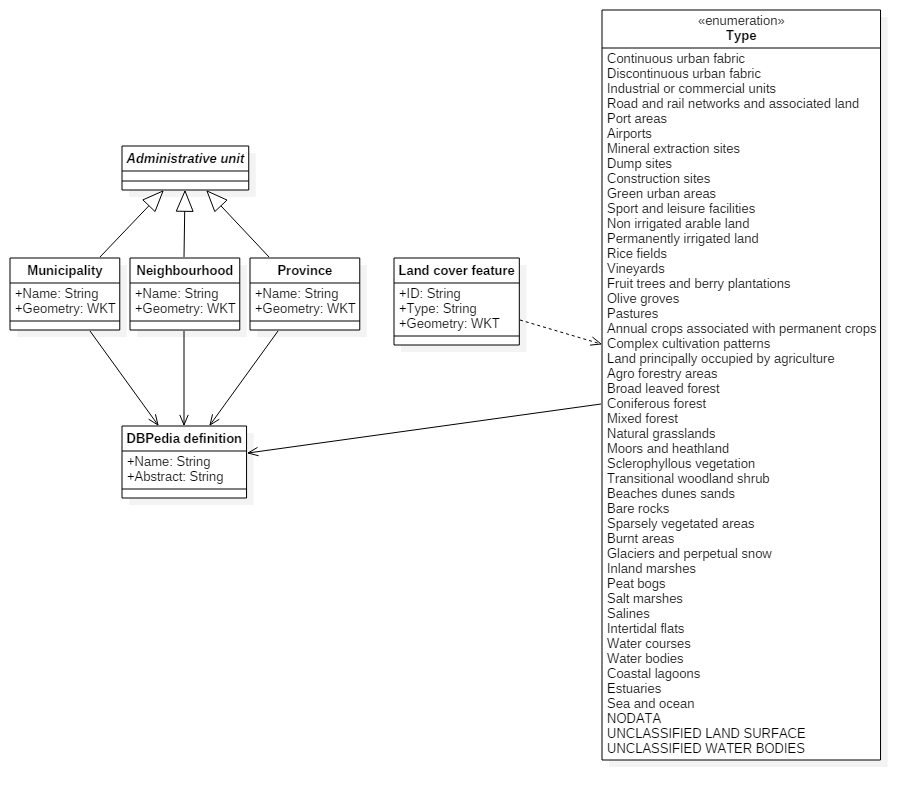 «enumeration»
Type
Continuous urban fabric
Discontinuous urban fabric
Industrial or commercial units
Road and rail networks and associated land
Port areas
Airports
Mineral extraction sites
Dump sites
Construction sites
Green urban areas
Sport and leisure facilities
Non irrigated arable land
Permanently irrigated land
Rice fields
Vineyards
Fruit trees and berry plantations
Olive groves
Pastures
Annual crops associated with permanent crops
Complex cultivation patterns
Land principally occupied by agriculture
Agro forestry areas
Broad leaved forest
Coniferous forest
Mixed forest
Natural grasslands
Moors and heathland
Sclerophyllous vegetation
Transitional woodland shrub
Beaches dunes sands
Bare rocks
Sparsely vegetated areas
Burnt areas
Glaciers and perpetual snow
Inland marshes
Peat bogs
Salt marshes
Salines
Intertidal flats
Water courses
Water bodies
Coastal lagoons
Estuaries
Sea and ocean
NODATA
UNCLASSIFIED LAND SURFACE
UNCLASSIFIED WATER BODIES
Administrative unit
Municipality
+Name: String
+Geometry: WKT
Neighbourhood
+Name: String
+Geometry: WKT
Province
+Name: String
+Geometry: WKT
Land cover feature
+ID: String
+Type: String
+Geometry: WKT
DBPedia definition
+Name: String
+Abstract: String